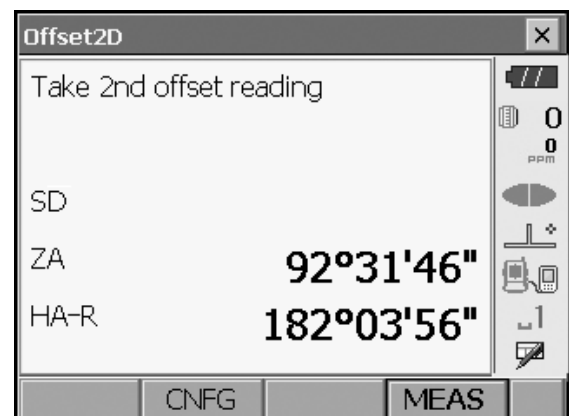 Offset2D
Take 2nd offset reading
0
0
ppm
SD
ZA 92°31'46"
HA-R 182°03'56"
1
CNFG MEAS